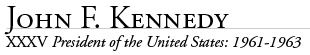 John F. Kennedy
XXXV President of the United States: 1961-1963